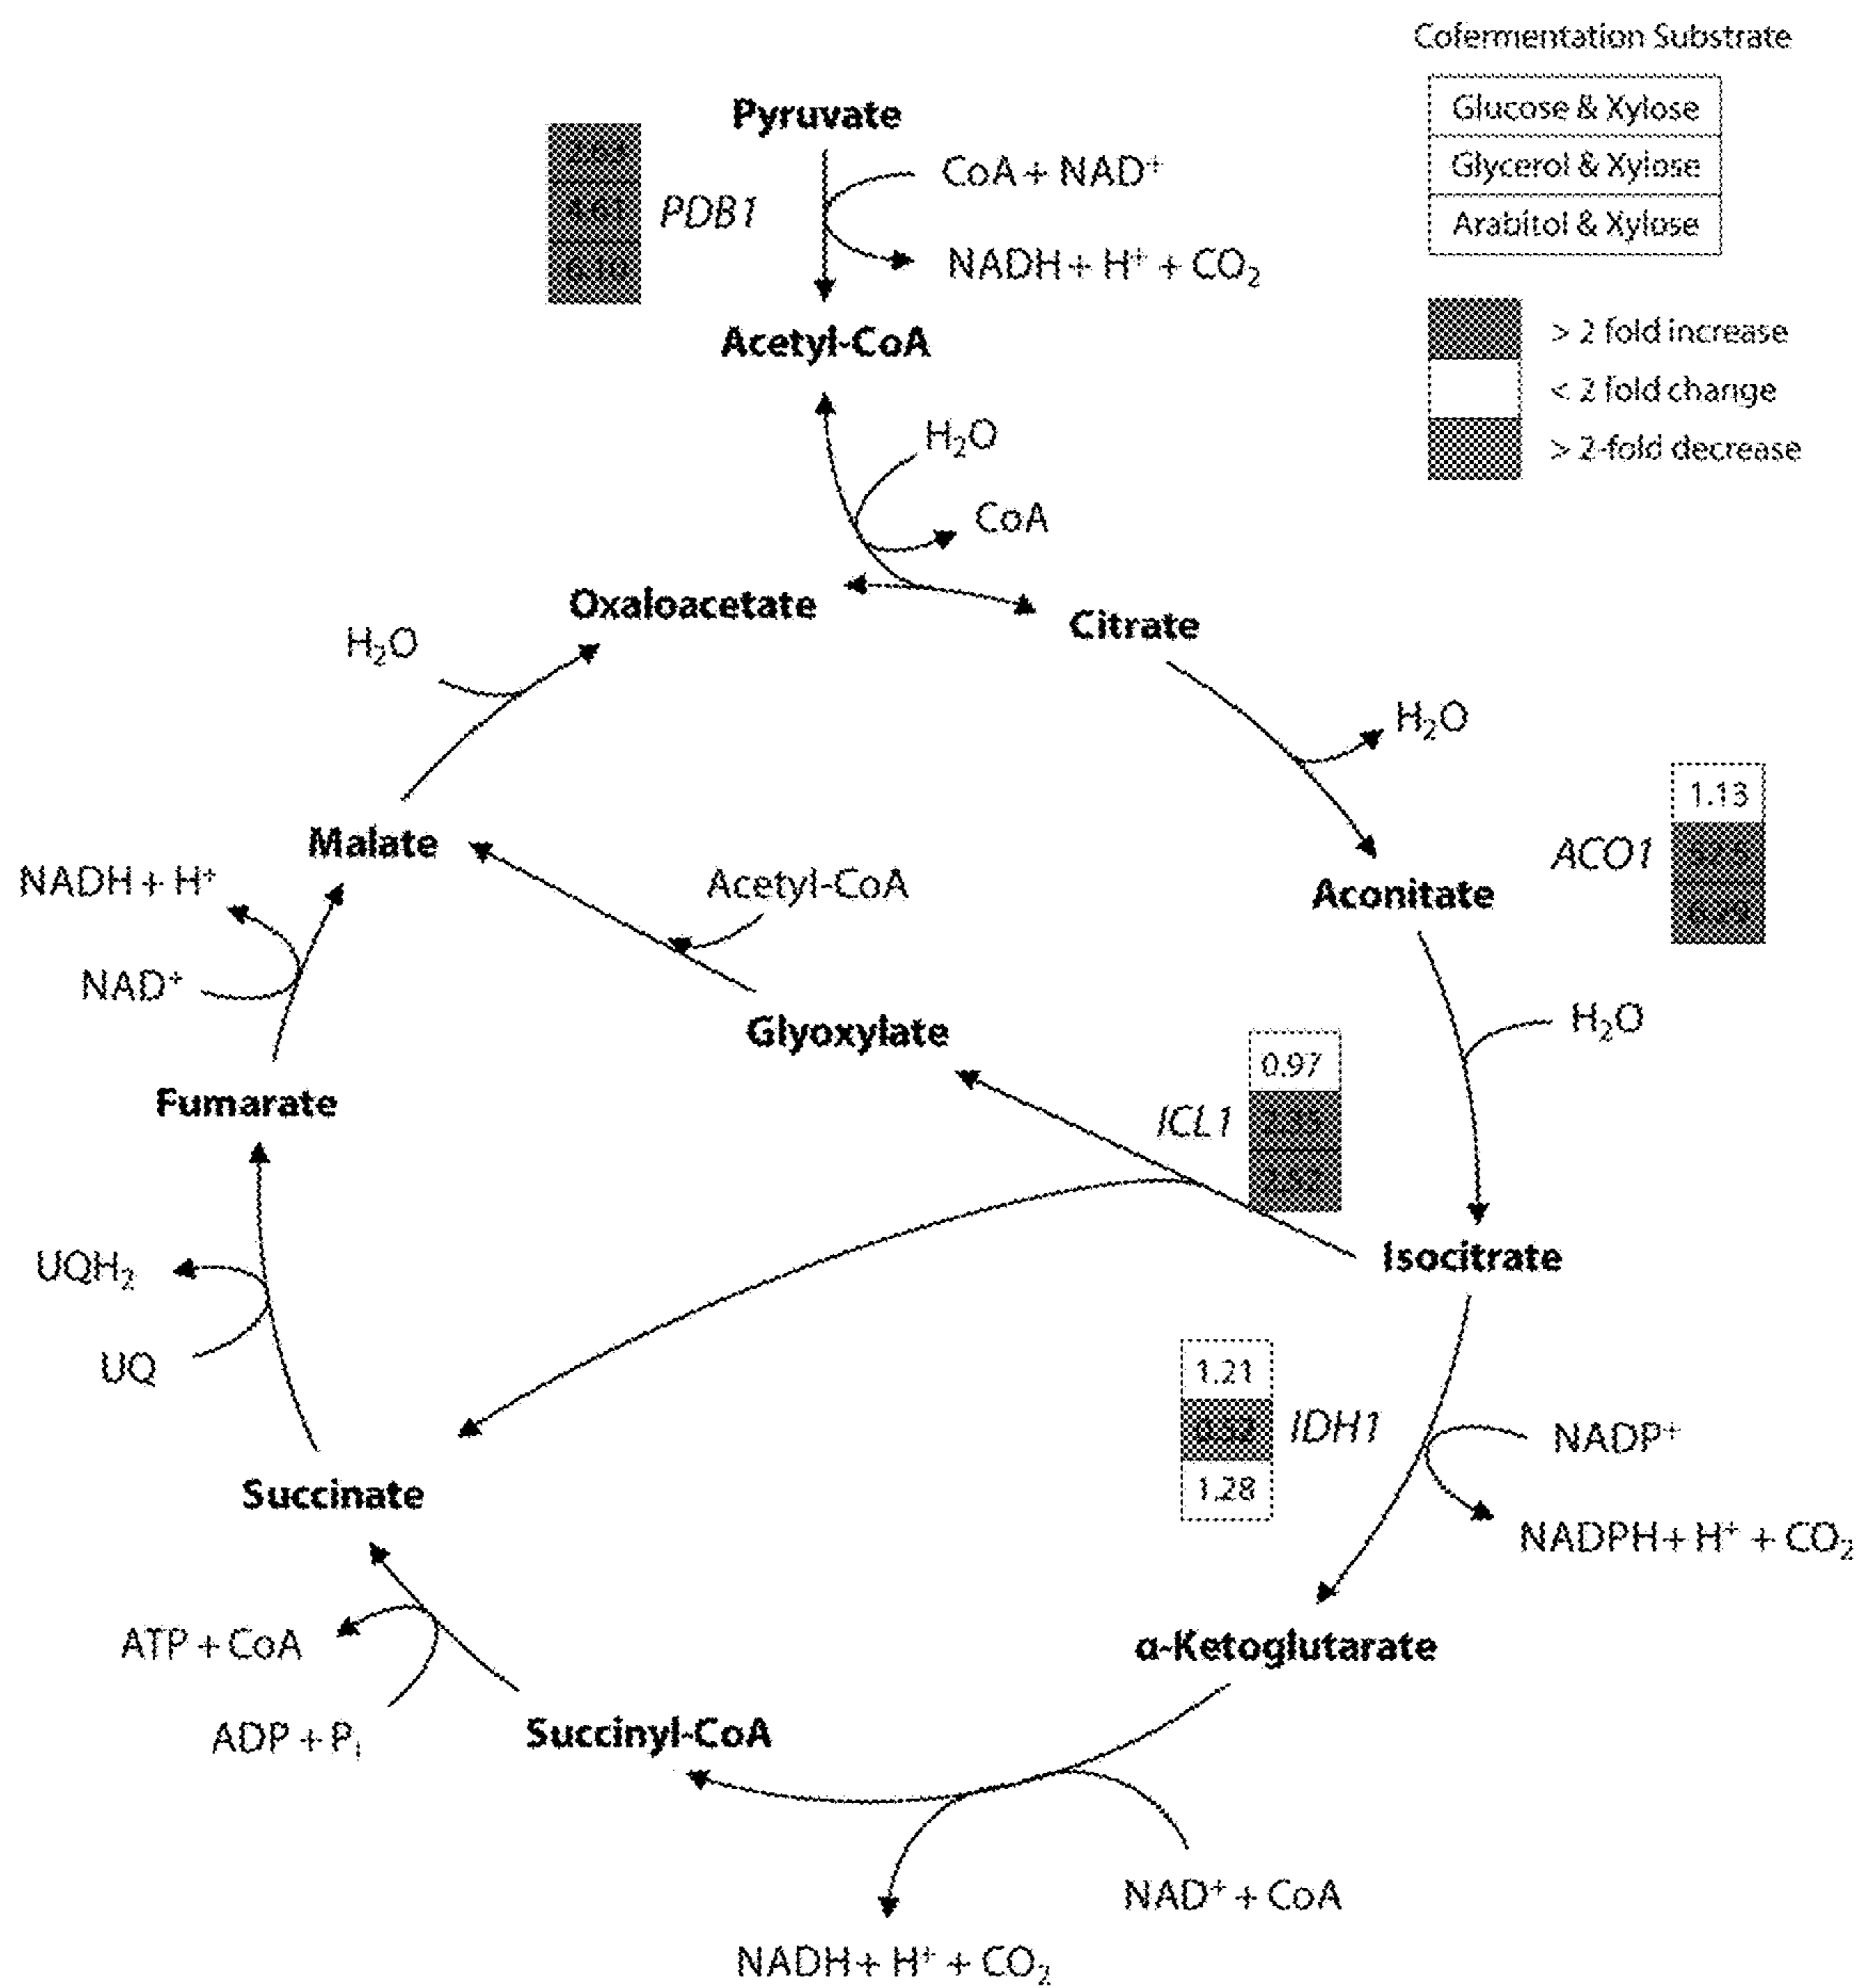 Cofermentation Substrate
Glucose & Xylose
Glycerol & Xylose
Arabitol & Xylose
> 2 fold increase
< 2 fold change
> 2-fold decrease
Pyruvate
PDB1
CoA + NAD⁺
NADH + H⁺ + CO₂
Acetyl-CoA
H₂O
CoA
Oxaloacetate
Citrate
H₂O
H₂O
1.13
ACO1
Malate
Aconitate
NADH + H⁺
Acetyl-CoA
NAD⁺
H₂O
Glyoxylate
0.97
ICL1
Fumarate
Isocitrate
UQH₂
UQ
1.21
IDH1
1.28
NADP⁺
NADPH + H⁺ + CO₂
Succinate
ATP + CoA
α-Ketoglutarate
ADP + Pᵢ
Succinyl-CoA
NAD⁺ + CoA
NADH + H⁺ + CO₂